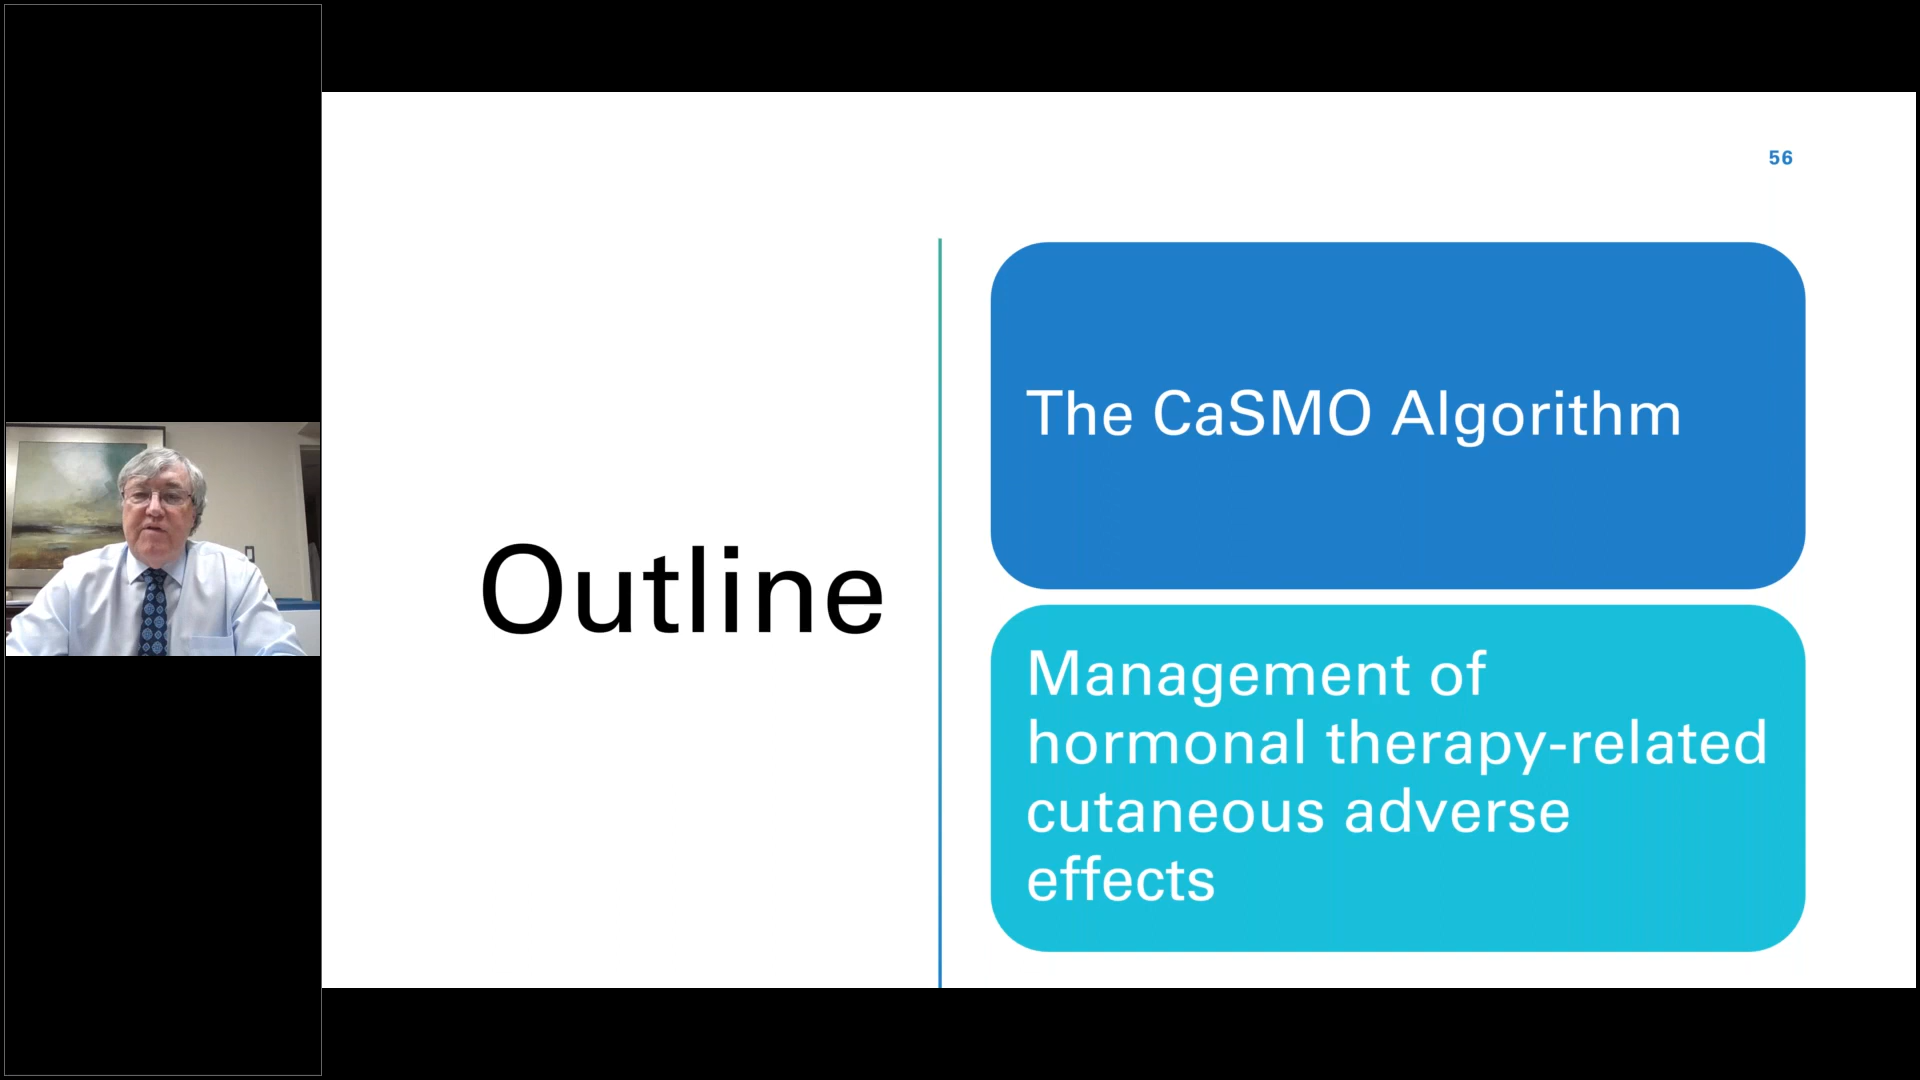 56
Outline
The CaSMO Algorithm
Management of
hormonal therapy-related
cutaneous adverse
effects